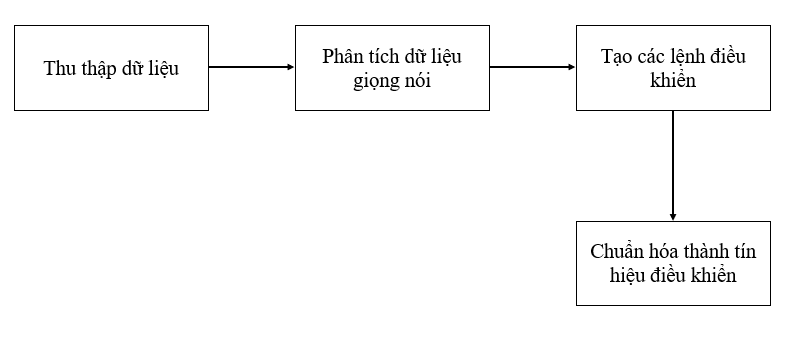 Thu thập dữ liệu
Phân tích dữ liệu
giọng nói
Tạo các lệnh điều
khiển
Chuẩn hóa thành tín
hiệu điều khiển